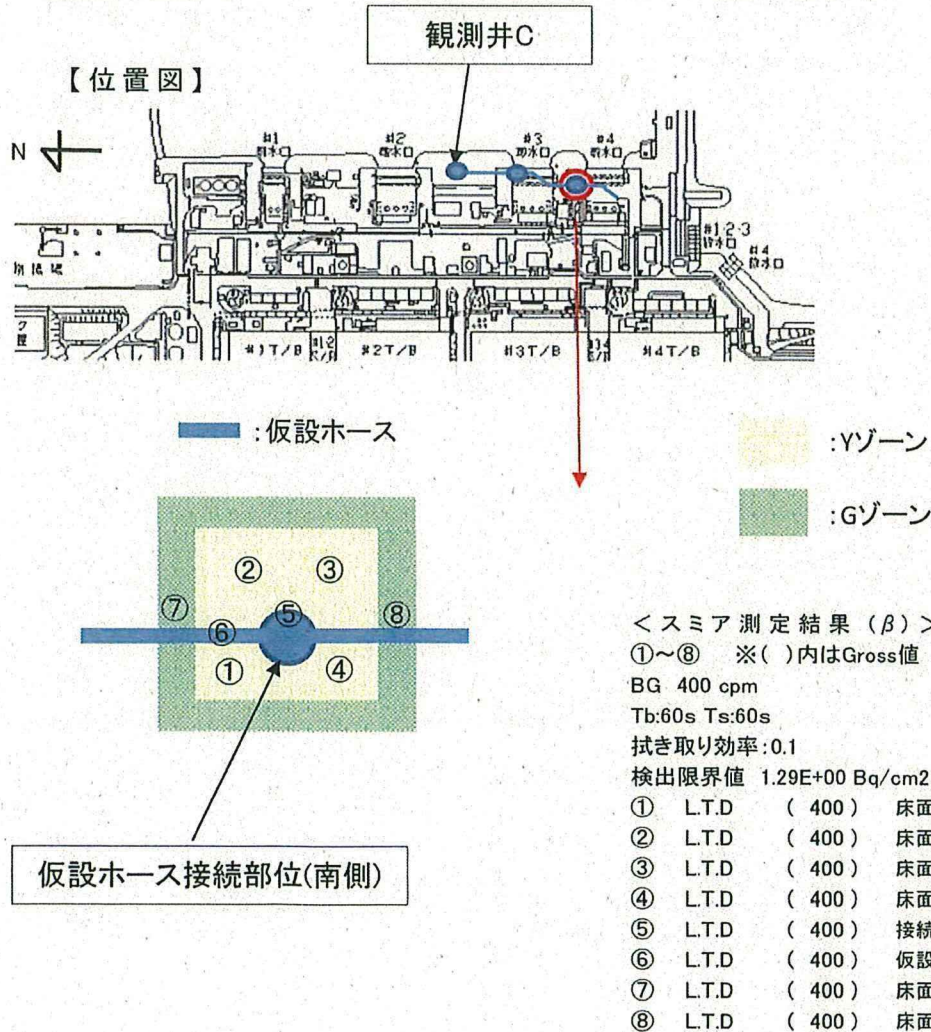 観測井C
【位置図】
N
#1
#2
#3
取水口
#4
#1·2·3
#4
#1T/B
#2T/B
#3T/B
#4T/B
:仮設ホース
:Yゾーン
:Gゾーン
② ③
⑦ ⑤ ⑧
⑥
① ④
仮設ホース接続部位(南側)
<スミア測定結果(β)>
①～⑧ ※( )内はGross値
BG 400 cpm
Tb:60s Ts:60s
拭き取り効率:0.1
検出限界値 1.29E+00 Bq/cm2
① L.T.D ( 400 ) 床面
② L.T.D ( 400 ) 床面
③ L.T.D ( 400 ) 床面
④ L.T.D ( 400 ) 床面
⑤ L.T.D ( 400 ) 接続
⑥ L.T.D ( 400 ) 仮設
⑦ L.T.D ( 400 ) 床面
⑧ L.T.D ( 400 ) 床面